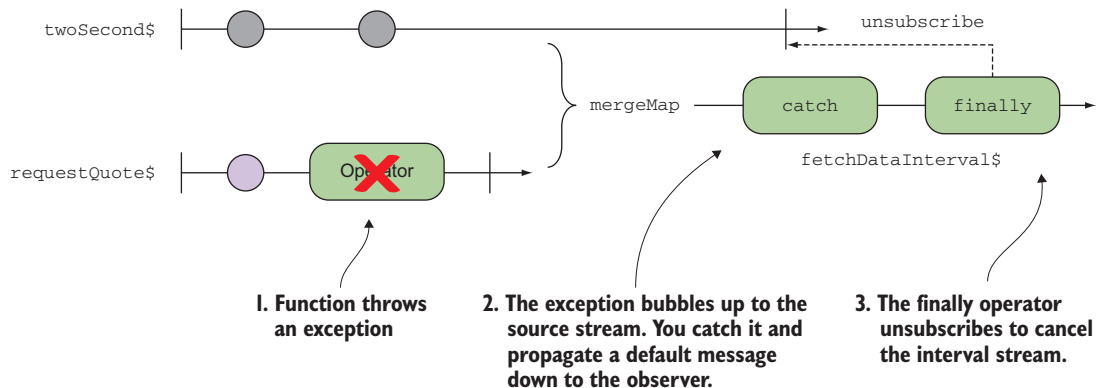 twoSecond$
unsubscribe
mergeMap
catch
finally
fetchDataInterval$
requestQuote$
Operator
1. Function throws
an exception
2. The exception bubbles up to the
source stream. You catch it and
propagate a default message
down to the observer.
3. The finally operator
unsubscribes to cancel
the interval stream.